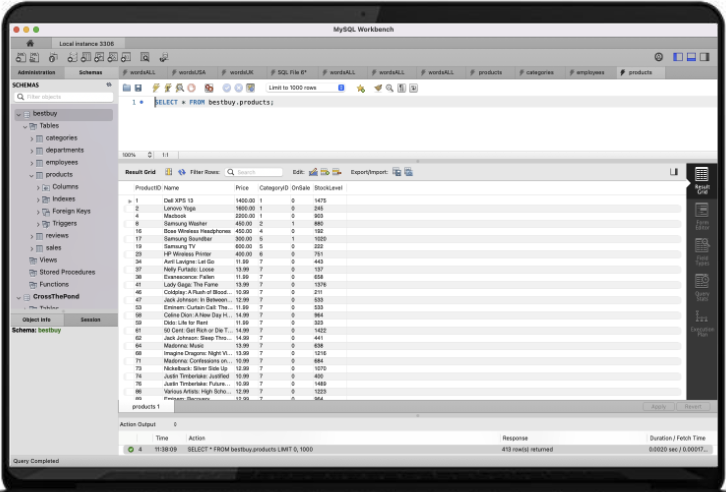 MySQL Workbench
Local instance 3306
Administration Schemas wordsALL wordsUSA wordsUK wordsALL SQL File 6* wordsALL wordsALL wordsALL products categories employees products
SCHEMAS
Filter objects
Limit to 1000 rows
1 SELECT * FROM bestbuy.products;
bestbuy
Tables
categories
departments
employees
products
Columns
Indexes
Foreign Keys
Triggers
reviews
sales
Views
Stored Procedures
Functions
CrossThePond
Tables
Object Info Session
Schema: bestbuy
Query Completed
100% 1:1
Result Grid Filter Rows: Search Edit: Export/Import:
ProductID Name Price CategoryID OnSale StockLevel
1 Dell XPS 13 1400.00 1 0 1475
2 Lenovo Yoga 1600.00 1 0 245
4 Macbook 2200.00 1 0 903
8 Samsung Washer 450.00 2 1 880
16 Bose Wireless Headphones 450.00 4 0 192
17 Samsung Soundbar 300.00 5 1 1020
19 Samsung TV 600.00 5 0 222
23 HP Wireless Printer 400.00 6 0 751
34 Avril Lavigne: Let Go 11.99 7 0 443
37 Nelly Furtado: Loose 13.99 7 0 137
38 Evanescence: Fallen 11.99 7 0 658
41 Lady Gaga: The Fame 13.99 7 0 1376
46 Coldplay: A Rush of Blood... 10.99 7 0 211
47 Jack Johnson: In Between... 12.99 7 0 533
53 Eminem: Curtain Call: The... 11.99 7 0 533
58 Celine Dion: A New Day H... 14.99 7 0 964
59 Dido: Life for Rent 11.99 7 0 323
61 50 Cent: Get Rich or Die T... 14.99 7 0 1422
62 Jack Johnson: Sleep Thro... 14.99 7 0 441
64 Madonna: Music 13.99 7 0 638
68 Imagine Dragons: Night Vi... 13.99 7 0 1216
71 Madonna: Confessions on... 10.99 7 0 664
73 Nickelback: Silver Side Up 12.99 7 0 1070
74 Justin Timberlake: Justified 10.99 7 0 400
76 Justin Timberlake: Future... 10.99 7 0 1469
86 Various Artists: High Scho... 12.99 7 0 1223
Result Grid
Form Editor
Field Types
Query Stats
Execution Plan
products 1 Apply Revert
Action Output
Time Action Response Duration / Fetch Time
4 11:38:09 SELECT * FROM bestbuy.products LIMIT 0, 1000 413 row(s) returned 0.0020 sec / 0.00017...